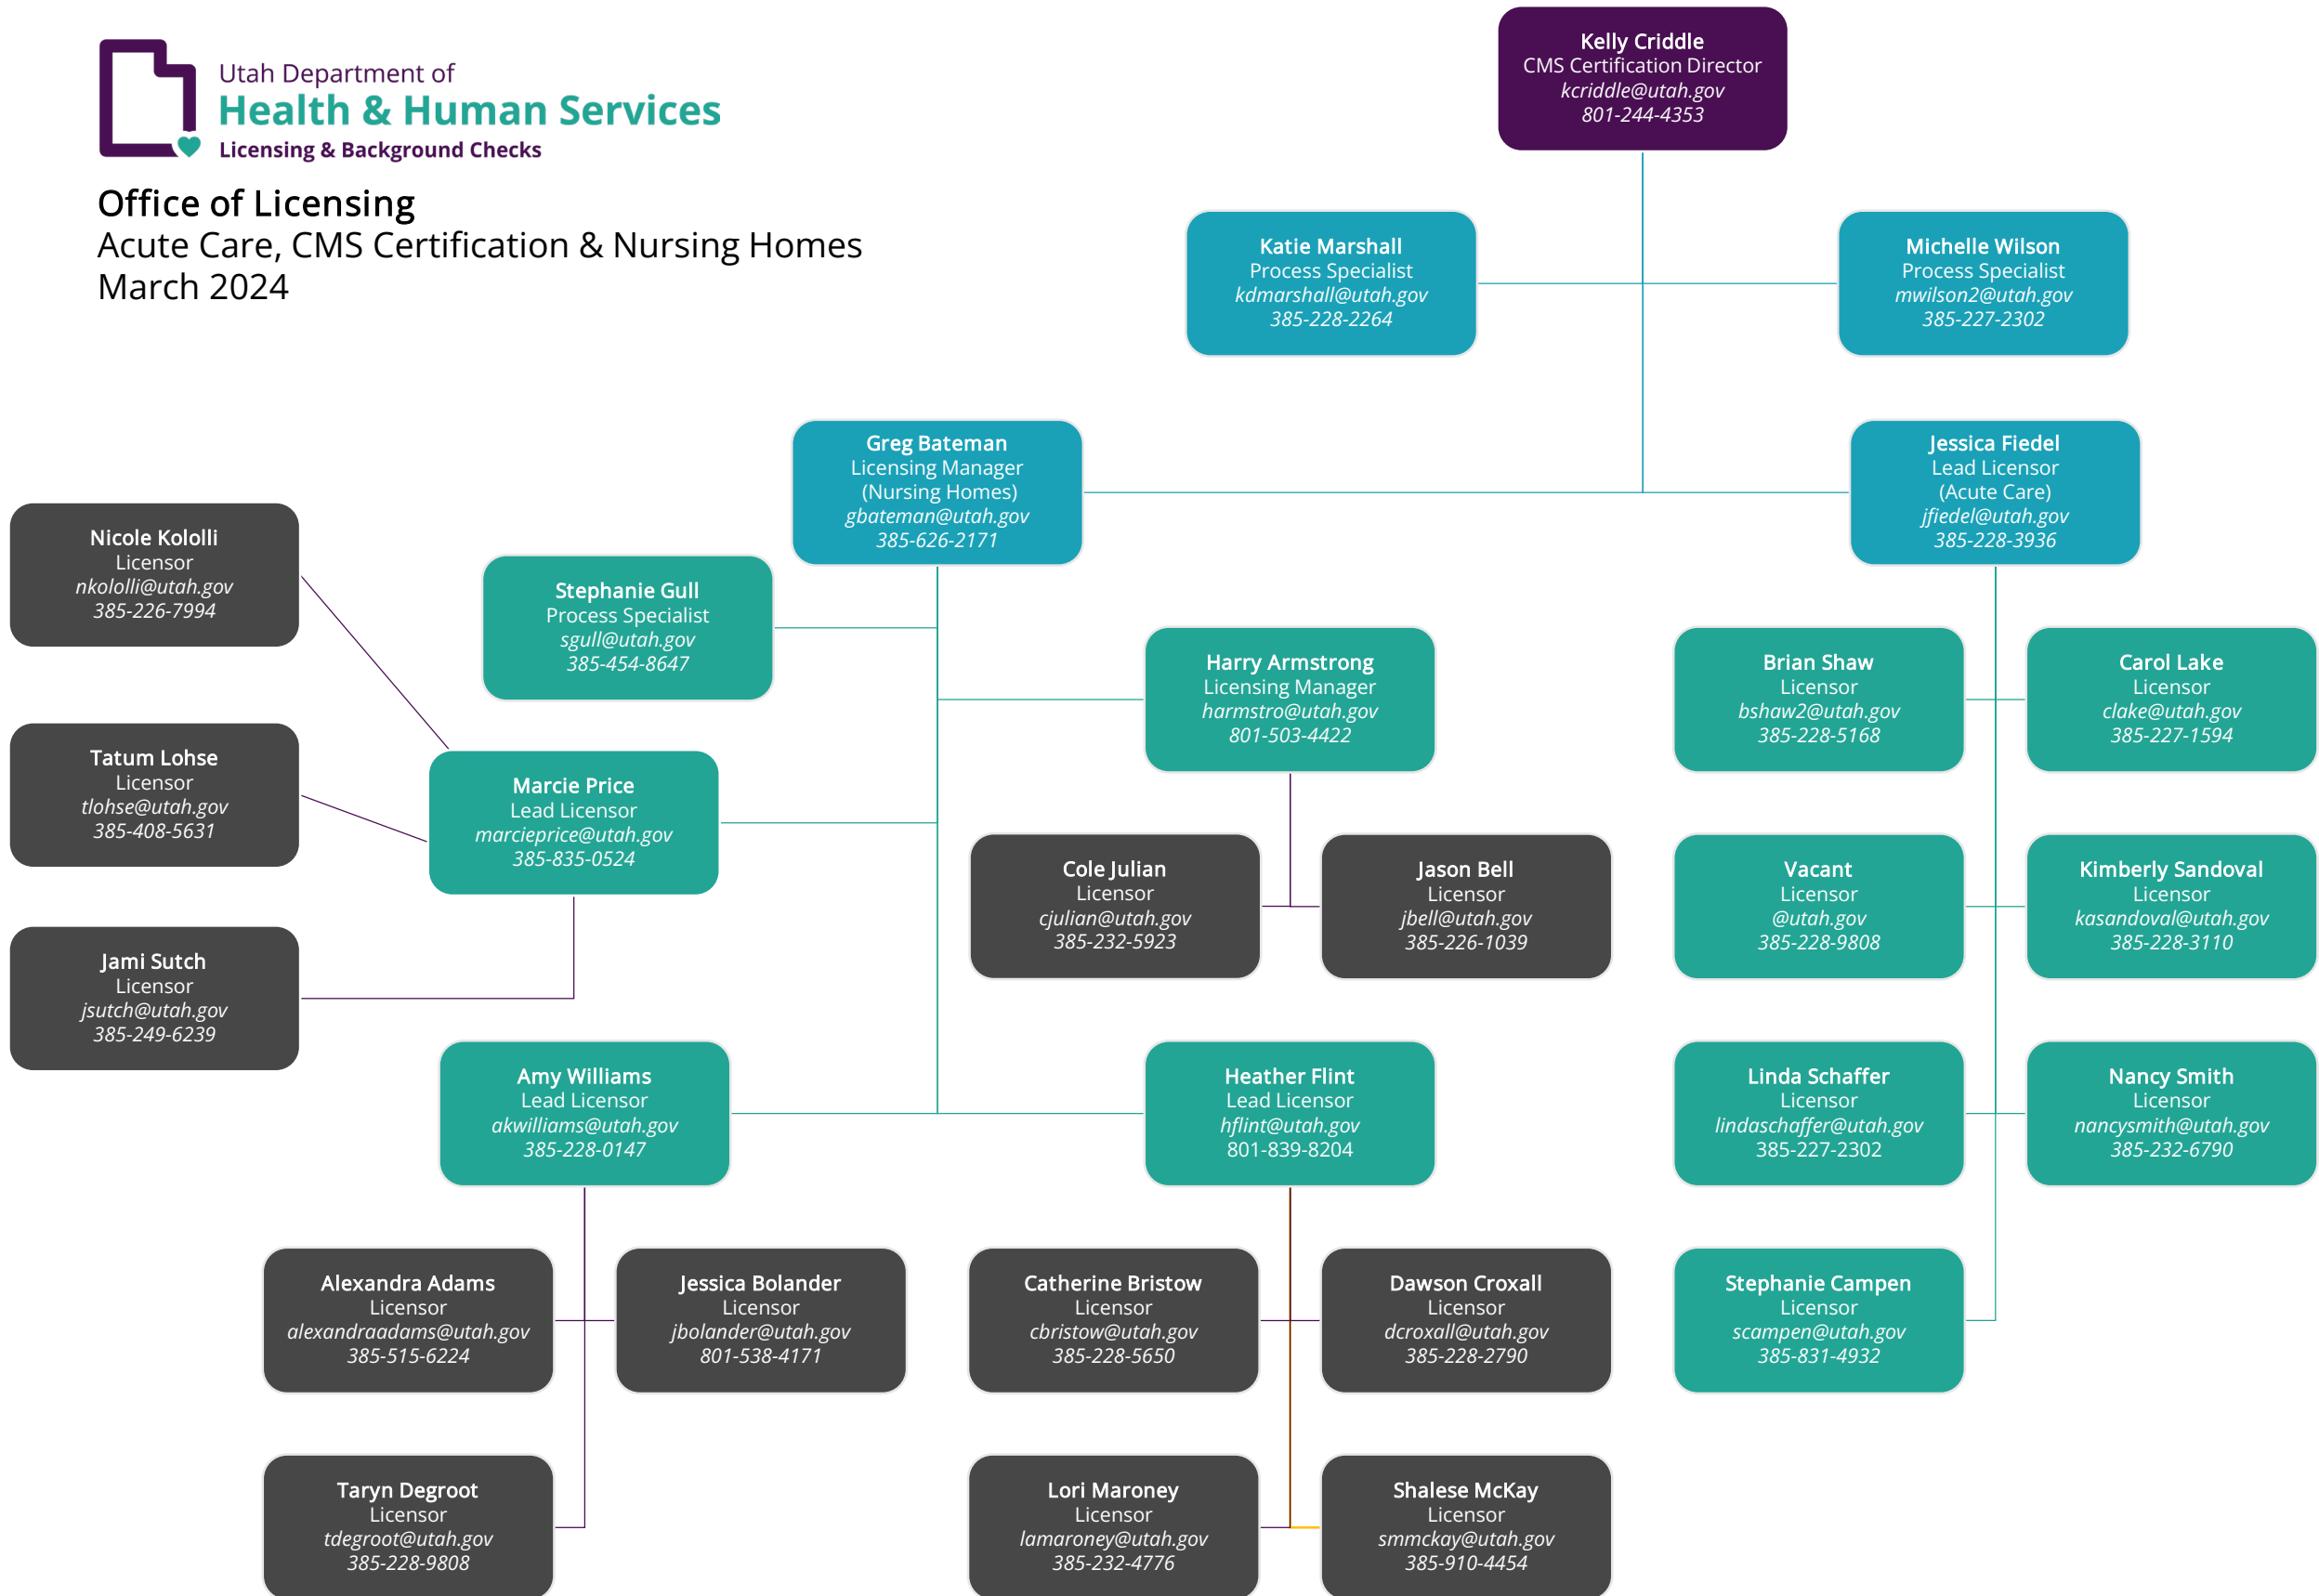 Utah Department of
Health & Human Services
Licensing & Background Checks
Office of Licensing
Acute Care, CMS Certification & Nursing Homes
March 2024
Kelly Criddle
CMS Certification Director
kcriddle@utah.gov
801-244-4353
Katie Marshall
Process Specialist
kdmarshall@utah.gov
385-228-2264
Michelle Wilson
Process Specialist
mwilson2@utah.gov
385-227-2302
Greg Bateman
Licensing Manager
(Nursing Homes)
gbateman@utah.gov
385-626-2171
Jessica Fiedel
Lead Licensor
(Acute Care)
jfiedel@utah.gov
385-228-3936
Nicole Kololli
Licensor
nkololli@utah.gov
385-226-7994
Stephanie Gull
Process Specialist
sgull@utah.gov
385-454-8647
Harry Armstrong
Licensing Manager
harmstro@utah.gov
801-503-4422
Brian Shaw
Licensor
bshaw2@utah.gov
385-228-5168
Carol Lake
Licensor
clake@utah.gov
385-227-1594
Tatum Lohse
Licensor
tlohse@utah.gov
385-408-5631
Marcie Price
Lead Licensor
marcieprice@utah.gov
385-835-0524
Cole Julian
Licensor
cjulian@utah.gov
385-232-5923
Jason Bell
Licensor
jbell@utah.gov
385-226-1039
Vacant
Licensor
@utah.gov
385-228-9808
Kimberly Sandoval
Licensor
kasandoval@utah.gov
385-228-3110
Jami Sutch
Licensor
jsutch@utah.gov
385-249-6239
Amy Williams
Lead Licensor
akwilliams@utah.gov
385-228-0147
Heather Flint
Lead Licensor
hflint@utah.gov
801-839-8204
Linda Schaffer
Licensor
lindaschaffer@utah.gov
385-227-2302
Nancy Smith
Licensor
nancysmith@utah.gov
385-232-6790
Alexandra Adams
Licensor
alexandraadams@utah.gov
385-515-6224
Jessica Bolander
Licensor
jbolander@utah.gov
801-538-4171
Catherine Bristow
Licensor
cbristow@utah.gov
385-228-5650
Dawson Croxall
Licensor
dcroxall@utah.gov
385-228-2790
Stephanie Campen
Licensor
scampen@utah.gov
385-831-4932
Taryn Degroot
Licensor
tdegroot@utah.gov
385-228-9808
Lori Maroney
Licensor
lamaroney@utah.gov
385-232-4776
Shalese McKay
Licensor
smmckay@utah.gov
385-910-4454